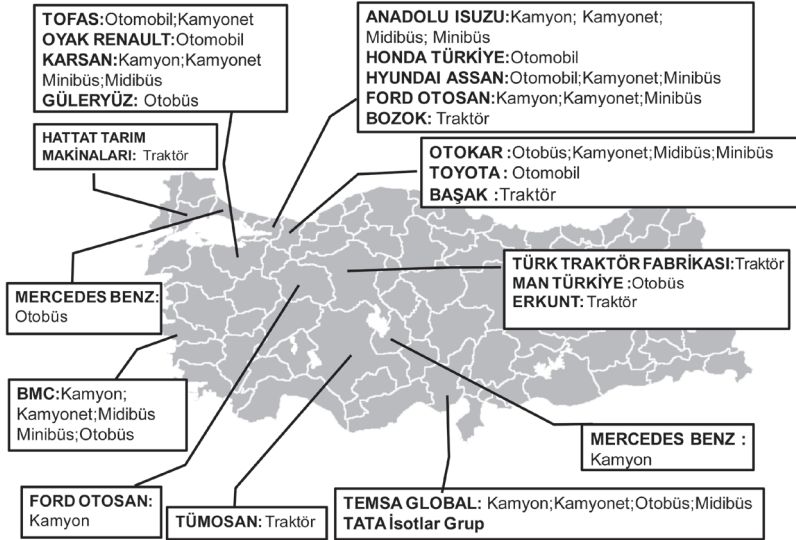 TOFAS:Otomobil;Kamyonet
OYAK RENAULT:Otomobil
KARSAN:Kamyon;Kamyonet
Minibüs;Midibüs
GÜLERYÜZ: Otobüs
ANADOLU ISUZU:Kamyon; Kamyonet;
Midibüs; Minibüs
HONDA TÜRKİYE:Otomobil
HYUNDAI ASSAN:Otomobil;Kamyonet;Minibüs
FORD OTOSAN:Kamyon;Kamyonet;Minibüs
BOZOK: Traktör
HATTAT TARIM
MAKİNALARI: Traktör
OTOKAR :Otobüs;Kamyonet;Midibüs;Minibüs
TOYOTA : Otomobil
BAŞAK :Traktör
TÜRK TRAKTÖR FABRİKASI:Traktör
MAN TÜRKİYE :Otobüs
ERKUNT: Traktör
MERCEDES BENZ:
Otobüs
BMC:Kamyon;
Kamyonet;Midibüs
Minibüs;Otobüs
MERCEDES BENZ :
Kamyon
FORD OTOSAN:
Kamyon
TÜMOSAN: Traktör
TEMSA GLOBAL: Kamyon;Kamyonet;Otobüs;Midibüs
TATA İsotlar Grup